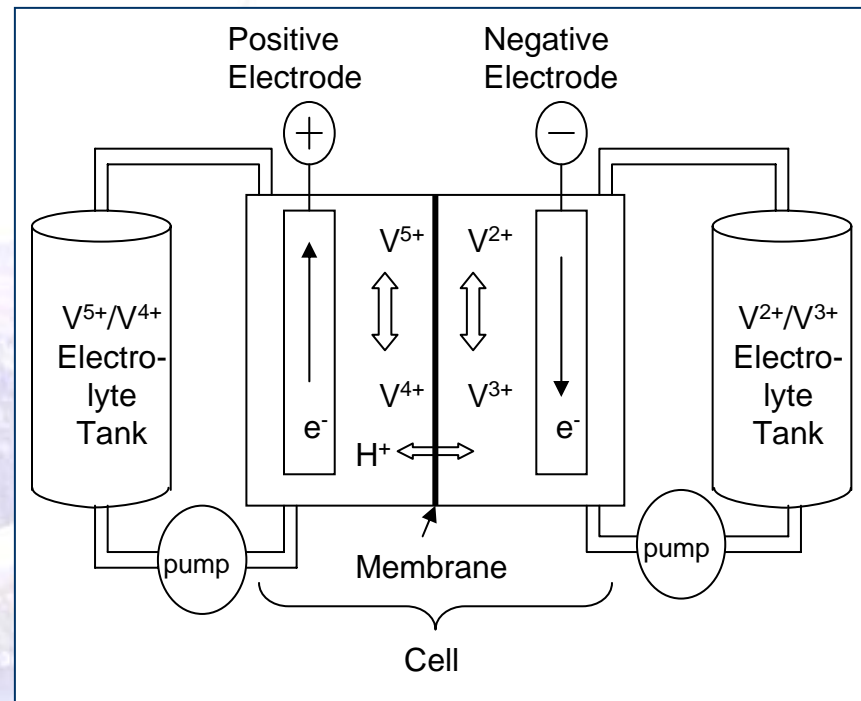 Positive
Electrode
Negative
Electrode
+
−
V⁵⁺
V²⁺
V⁵⁺/V⁴⁺
Electro-
lyte
Tank
V⁴⁺
V³⁺
e⁻
H⁺
e⁻
V²⁺/V³⁺
Electro-
lyte
Tank
pump
Membrane
pump
Cell